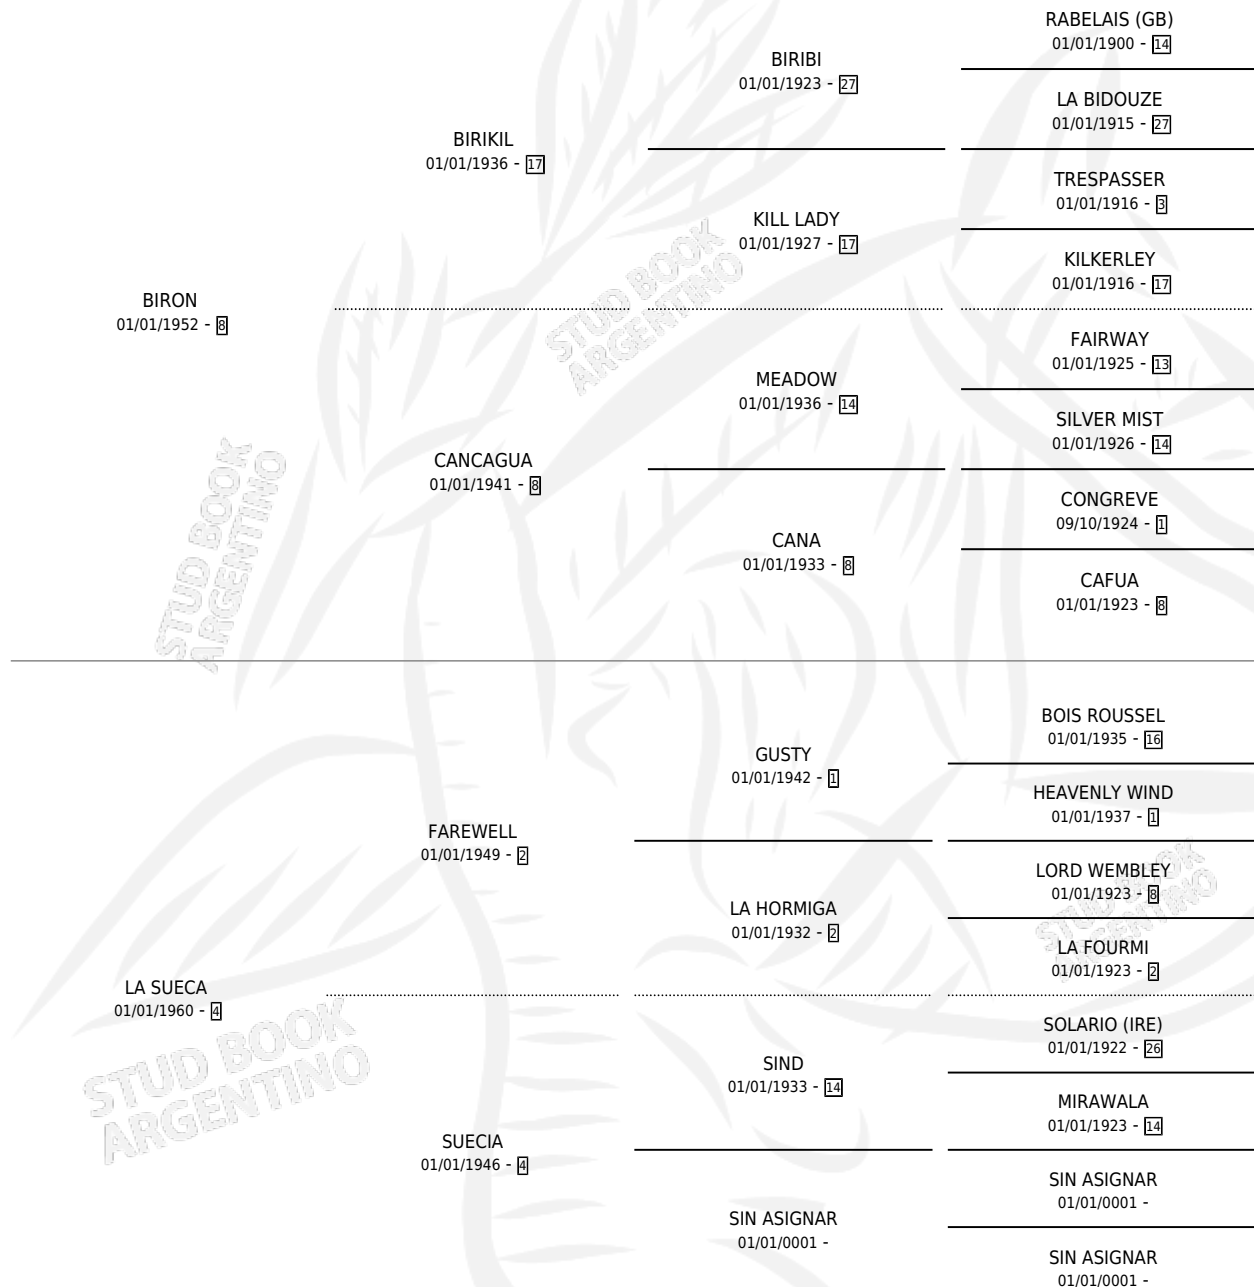 RABELAIS (GB)
01/01/1900 - 14
BIRIBI
01/01/1923 - 27
LA BIDOUZE
01/01/1915 - 27
BIRIKIL
01/01/1936 - 17
TRESPASSER
01/01/1916 - 3
KILL LADY
01/01/1927 - 17
KILKERLEY
01/01/1916 - 17
BIRON
01/01/1952 - 8
FAIRWAY
01/01/1925 - 13
MEADOW
01/01/1936 - 14
SILVER MIST
01/01/1926 - 14
CANCAGUA
01/01/1941 - 8
CONGREVE
09/10/1924 - 1
CANA
01/01/1933 - 8
CAFUA
01/01/1923 - 8
BOIS ROUSSEL
01/01/1935 - 16
GUSTY
01/01/1942 - 1
HEAVENLY WIND
01/01/1937 - 1
FAREWELL
01/01/1949 - 2
LORD WEMBLEY
01/01/1923 - 8
LA HORMIGA
01/01/1932 - 2
LA FOURMI
01/01/1923 - 2
LA SUECA
01/01/1960 - 4
SOLARIO (IRE)
01/01/1922 - 26
SIND
01/01/1933 - 14
MIRAWALA
01/01/1923 - 14
SUECIA
01/01/1946 - 4
SIN ASIGNAR
01/01/0001 -
SIN ASIGNAR
01/01/0001 -
SIN ASIGNAR
01/01/0001 -
STUD BOOK
ARGENTINO
STUD BOOK
ARGENTINO
STUD BOOK
ARGENTINO
STUD BOOK
ARGENTINO